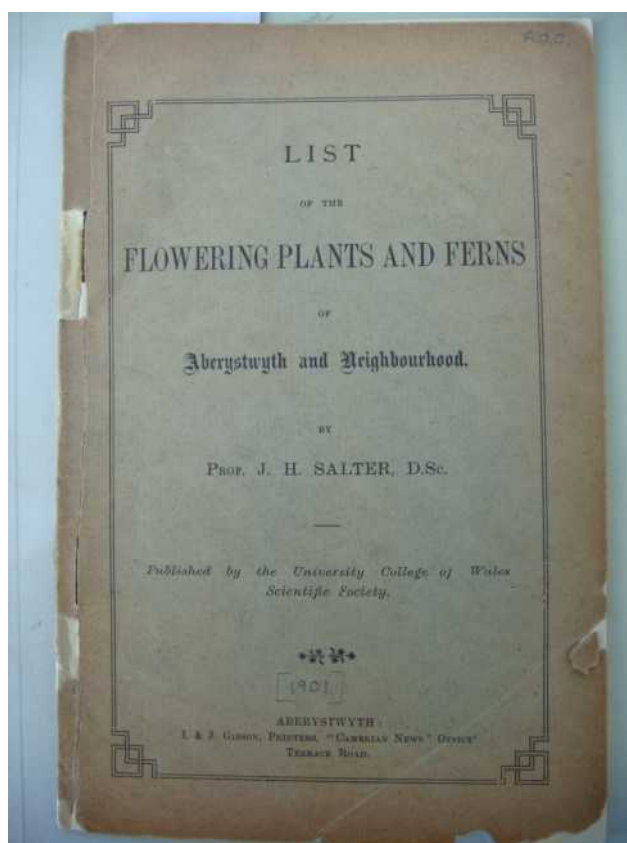 LIST
OF THE
FLOWERING PLANTS AND FERNS
OF
Aberystwyth and Neighbourhood.
BY
PROF. J. H. SALTER, D.Sc.
Published by the University College of Wales
Scientific Society.
[1901]
ABERYSTWYTH:
& J. GIBSON, PRINTERS, "CAMBRIAN NEWS" OFFICE
TERRACE ROAD.